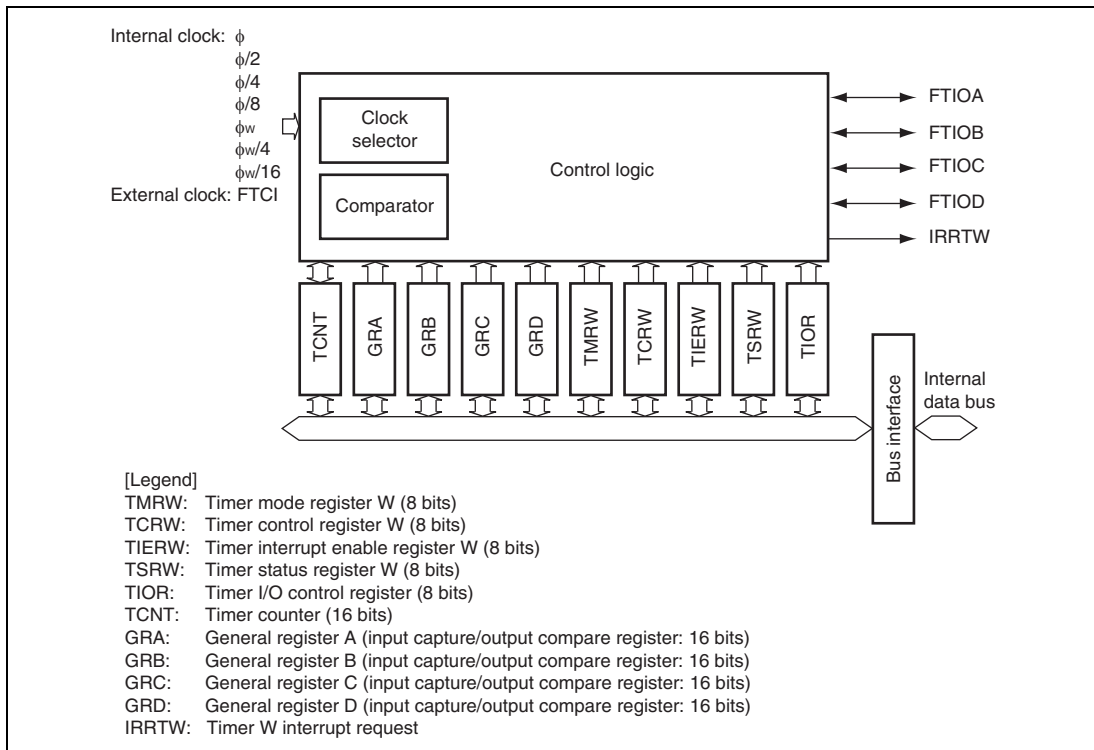 Internal clock: ϕ
ϕ/2
ϕ/4
ϕ/8
ϕw
ϕw/4
ϕw/16
External clock: FTCI
Clock
selector
Comparator
Control logic
FTIOA
FTIOB
FTIOC
FTIOD
IRRTW
TCNT
GRA
GRB
GRC
GRD
TMRW
TCRW
TIERW
TSRW
TIOR
Bus interface
Internal
data bus
[Legend]
TMRW: Timer mode register W (8 bits)
TCRW: Timer control register W (8 bits)
TIERW: Timer interrupt enable register W (8 bits)
TSRW: Timer status register W (8 bits)
TIOR: Timer I/O control register (8 bits)
TCNT: Timer counter (16 bits)
GRA: General register A (input capture/output compare register: 16 bits)
GRB: General register B (input capture/output compare register: 16 bits)
GRC: General register C (input capture/output compare register: 16 bits)
GRD: General register D (input capture/output compare register: 16 bits)
IRRTW: Timer W interrupt request